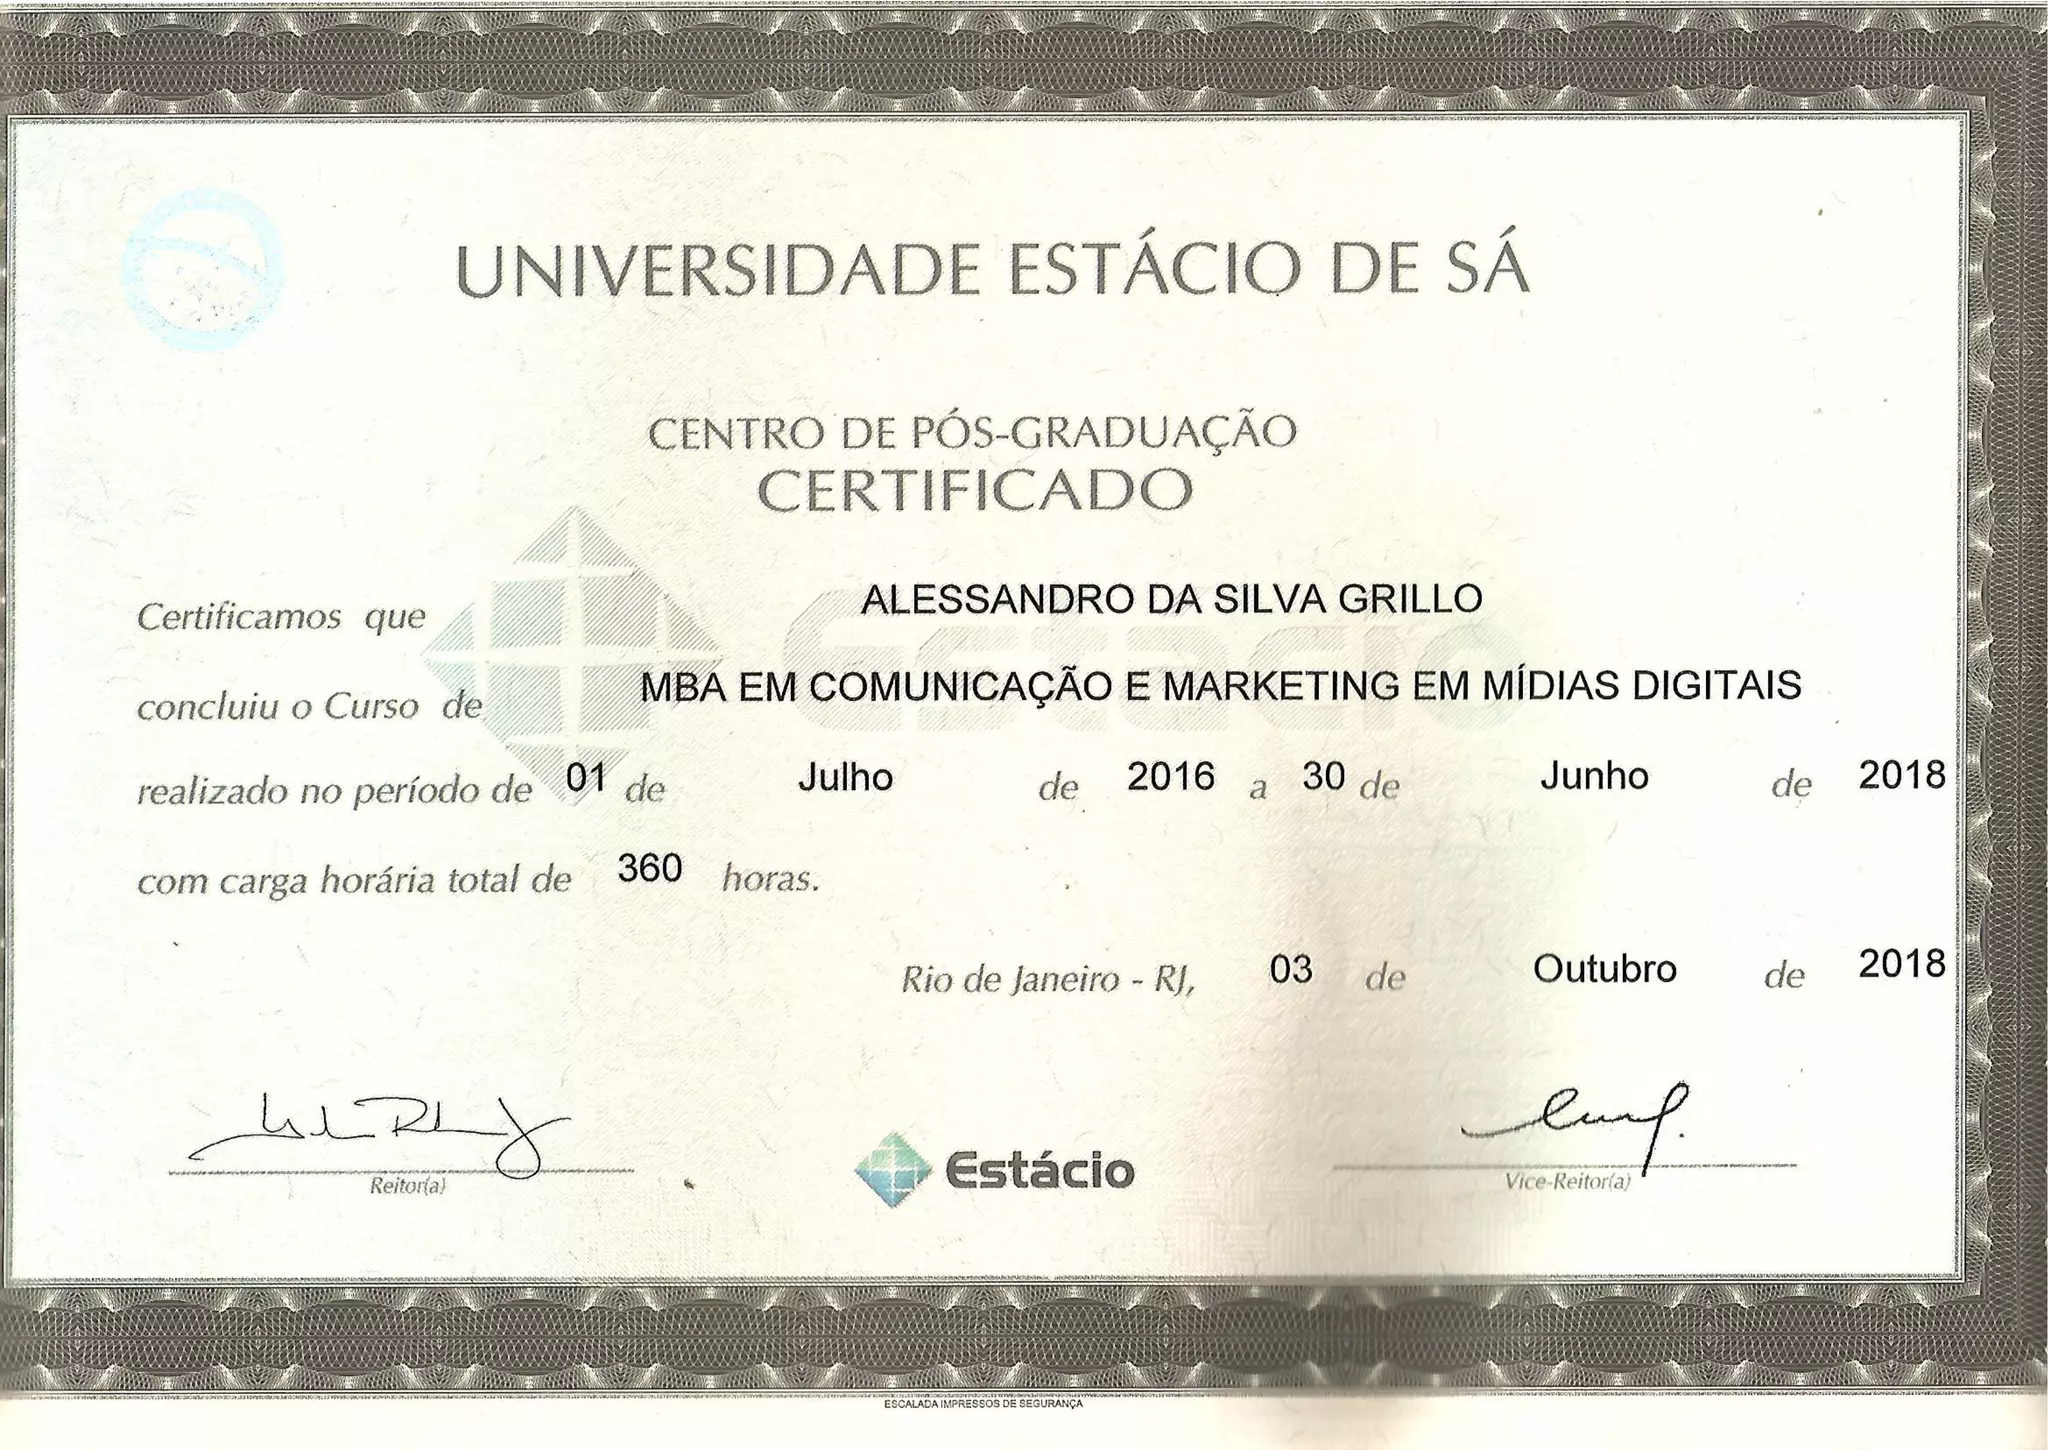 UNIVERSIDADE ESTÁCIO DE SÁ
CENTRO DE PÓS-GRADUAÇÃO
CERTIFICADO
Certificamos que ALESSANDRO DA SILVA GRILLO
concluiu o Curso de MBA EM COMUNICAÇÃO E MARKETING EM MÍDIAS DIGITAIS
realizado no período de 01 de Julho de 2016 a 30 de Junho de 2018
com carga horária total de 360 horas.
Rio de Janeiro - RJ, 03 de Outubro de 2018
Reitor(a)
Estácio
Vice-Reitor(a)
ESCALADA IMPRESSOS DE SEGURANÇA